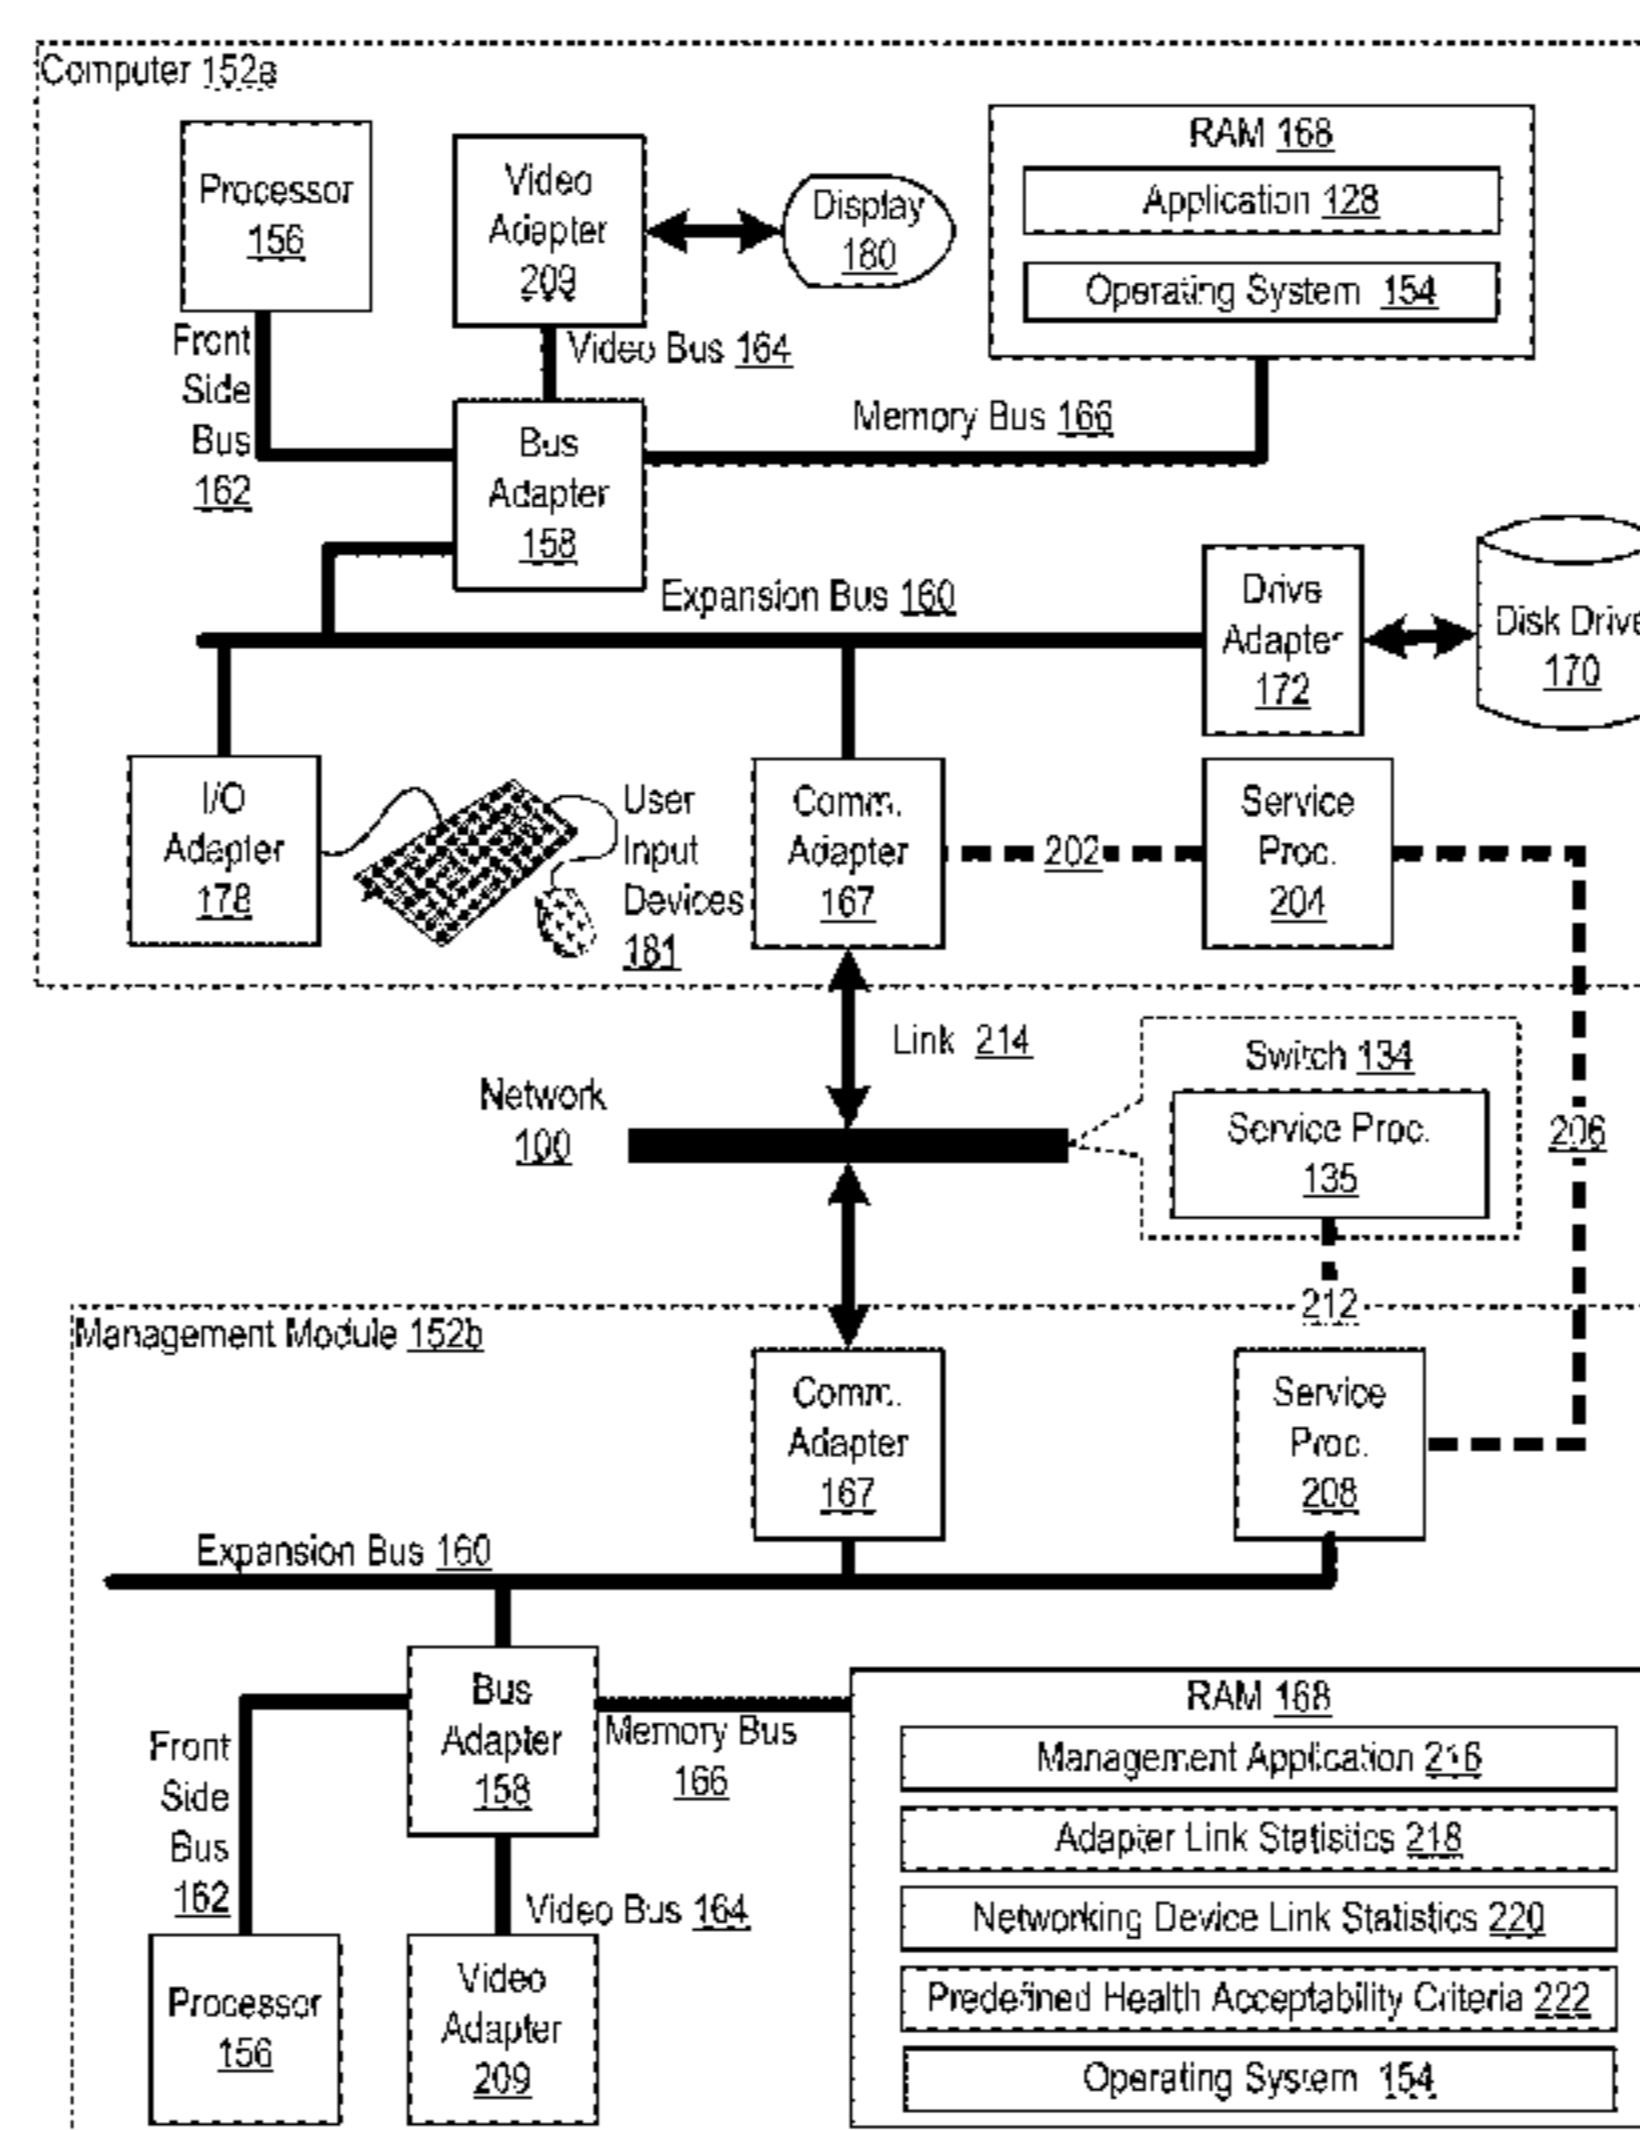 Computer 152a
Processor
156
Video
Adapter
209
Display
180
RAM 168
Application 128
Operating System 154
Front
Side
Bus
162
Video Bus 164
Bus
Adapter
158
Memory Bus 166
Expansion Bus 160
Drive
Adapter
172
Disk Drive
170
I/O
Adapter
178
User
Input
Devices
181
Comm.
Adapter
167
202
Service
Proc.
204
Link 214
Network
100
Switch 134
Service Proc.
135
206
212
Management Module 152b
Comm.
Adapter
167
Service
Proc.
208
Expansion Bus 160
Bus
Adapter
158
Memory Bus
166
Front
Side
Bus
162
Video Bus 164
Processor
156
Video
Adapter
209
RAM 168
Management Application 216
Adapter Link Statistics 218
Networking Device Link Statistics 220
Predefined Health Acceptability Criteria 222
Operating System 154